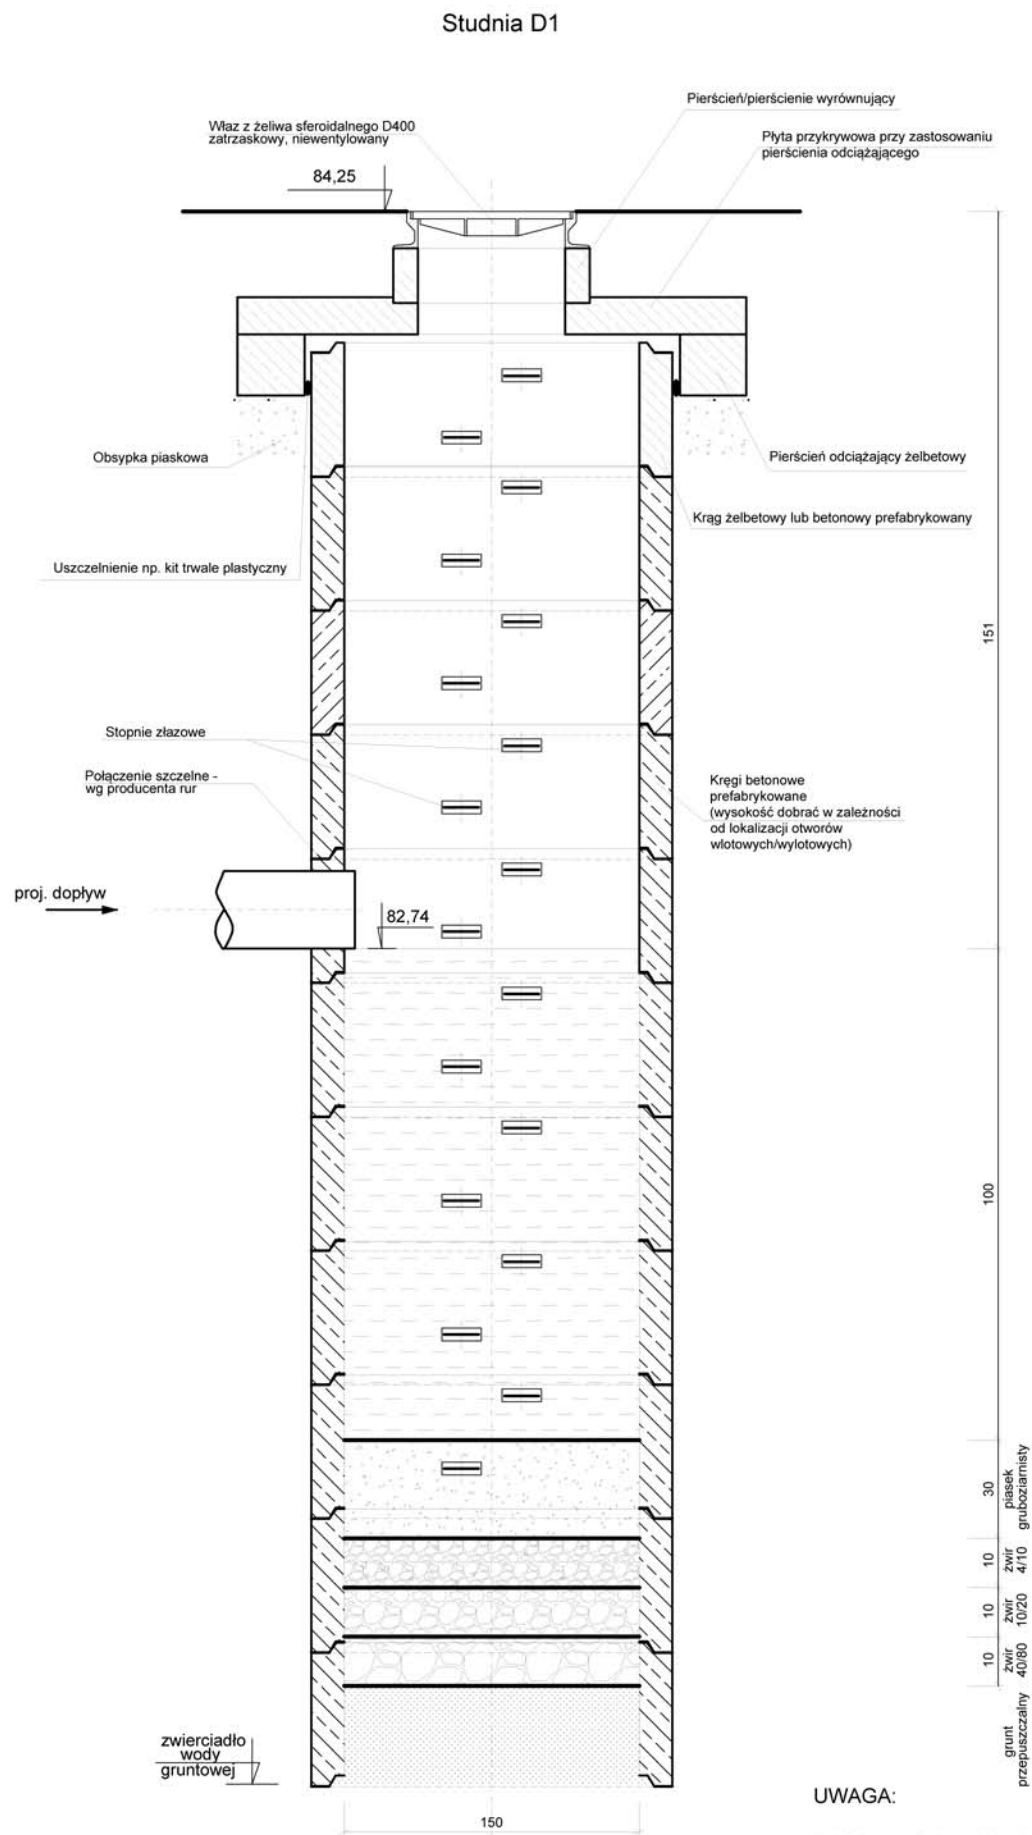 Studnia D1
Pierścień/pierścienie wyrównujący
Właz z żeliwa sferoidalnego D400
zatrzaskowy, niewentylowany
Płyta przykrywowa przy zastosowaniu
pierścienia odciążającego
84,25
Obsypka piaskowa
Pierścień odciążający żelbetowy
Krąg żelbetowy lub betonowy prefabrykowany
Uszczelnienie np. kit trwale plastyczny
151
Stopnie złazowe
Połączenie szczelne -
wg producenta rur
Kręgi betonowe
prefabrykowane
(wysokość dobrać w zależności
od lokalizacji otworów
wlotowych/wylotowych)
proj. dopływ
82,74
100
30
piasek
gruboziarnisty
10
żwir
4/10
10
żwir
10/20
10
żwir
40/80
grunt
przepuszczalny
zwierciadło
wody
gruntowej
UWAGA:
150